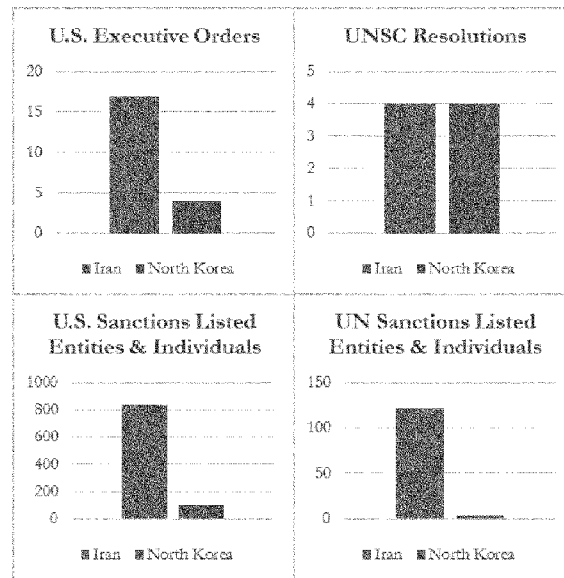 U.S. Executive Orders
20
15
10
5
0
Iran North Korea
UNSC Resolutions
5
4
3
2
1
0
Iran North Korea
U.S. Sanctions Listed
Entities & Individuals
1000
800
600
400
200
0
Iran North Korea
UN Sanctions Listed
Entities & Individuals
150
100
50
0
Iran North Korea